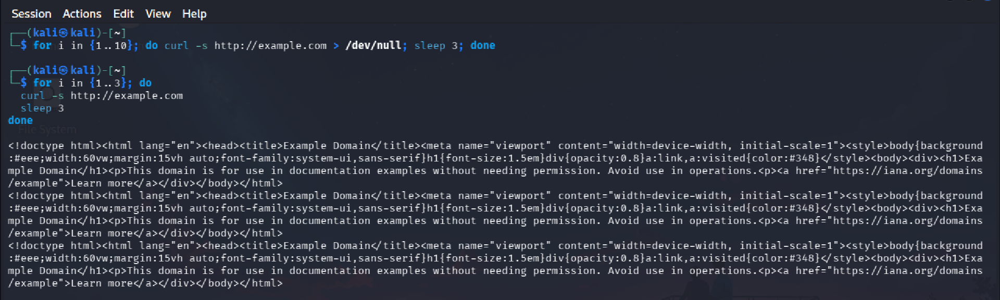 Session Actions Edit View Help
┌──(kali㉿kali)-[~]
└─$ for i in {1..10}; do curl -s http://example.com > /dev/null; sleep 3; done
┌──(kali㉿kali)-[~]
└─$ for i in {1..3}; do
curl -s http://example.com
sleep 3
done
File System
<!doctype html><html lang="en"><head><title>Example Domain</title><meta name="viewport" content="width=device-width, initial-scale=1"><style>body{background
:#eee;width:60vw;margin:15vh auto;font-family:system-ui,sans-serif}h1{font-size:1.5em}div{opacity:0.8}a:link,a:visited{color:#348}</style><body><div><h1>Exa
mple Domain</h1><p>This domain is for use in documentation examples without needing permission. Avoid use in operations.<p><a href="https://iana.org/domains
/example">Learn more</a></div></body></html>
<!doctype html><html lang="en"><head><title>Example Domain</title><meta name="viewport" content="width=device-width, initial-scale=1"><style>body{background
:#eee;width:60vw;margin:15vh auto;font-family:system-ui,sans-serif}h1{font-size:1.5em}div{opacity:0.8}a:link,a:visited{color:#348}</style><body><div><h1>Exa
mple Domain</h1><p>This domain is for use in documentation examples without needing permission. Avoid use in operations.<p><a href="https://iana.org/domains
/example">Learn more</a></div></body></html>
<!doctype html><html lang="en"><head><title>Example Domain</title><meta name="viewport" content="width=device-width, initial-scale=1"><style>body{background
:#eee;width:60vw;margin:15vh auto;font-family:system-ui,sans-serif}h1{font-size:1.5em}div{opacity:0.8}a:link,a:visited{color:#348}</style><body><div><h1>Exa
mple Domain</h1><p>This domain is for use in documentation examples without needing permission. Avoid use in operations.<p><a href="https://iana.org/domains
/example">Learn more</a></div></body></html>